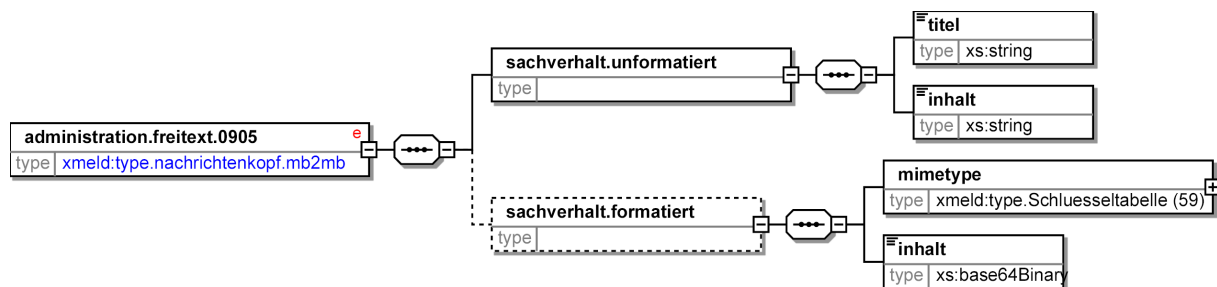 titel
type xs:string
sachverhalt.unformatiert
type
inhalt
type xs:string
administration.freitext.0905 e
type xmeld:type.nachrichtenkopf.mb2mb
mimetype
type xmeld:type.Schluesseltabelle (59)
sachverhalt.formatiert
type
inhalt
type xs:base64Binary